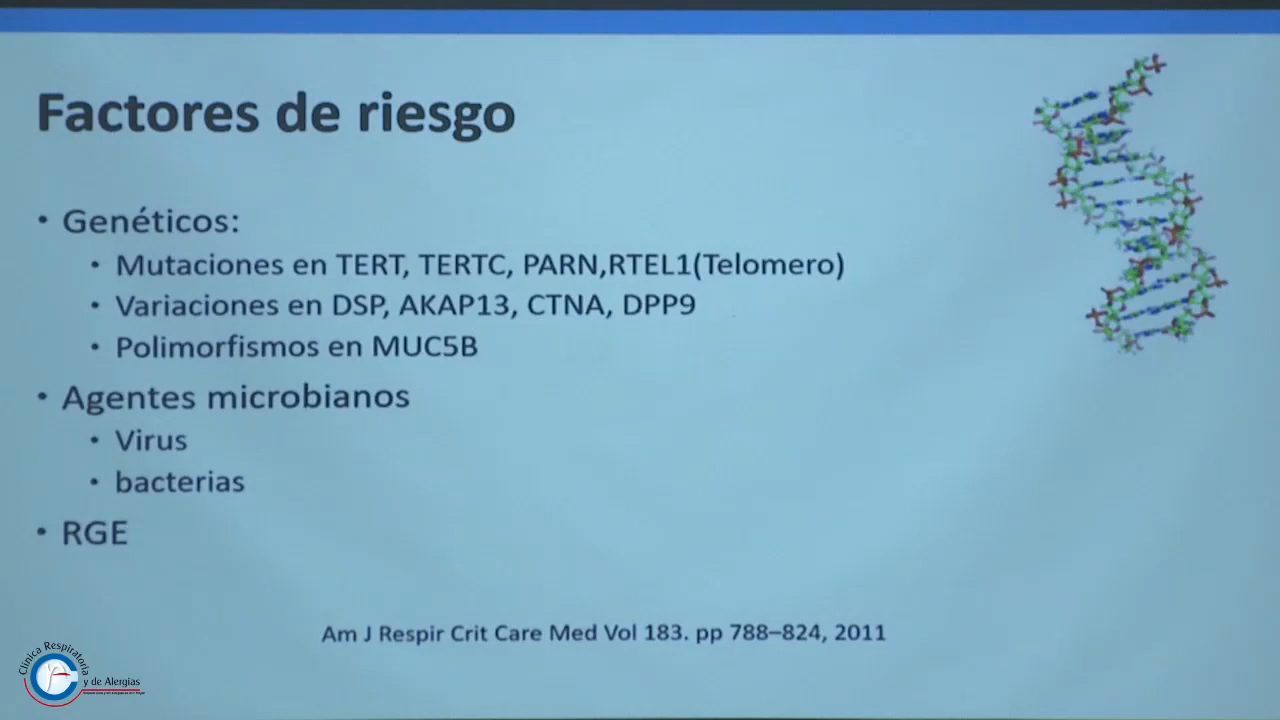 Factores de riesgo
• Genéticos:
• Mutaciones en TERT, TERTC, PARN,RTEL1(Telomero)
• Variaciones en DSP, AKAP13, CTNA, DPP9
• Polimorfismos en MUC5B
• Agentes microbianos
• Virus
• bacterias
• RGE
Am J Respir Crit Care Med Vol 183. pp 788–824, 2011
Clínica Respiratoria
y de Alergias